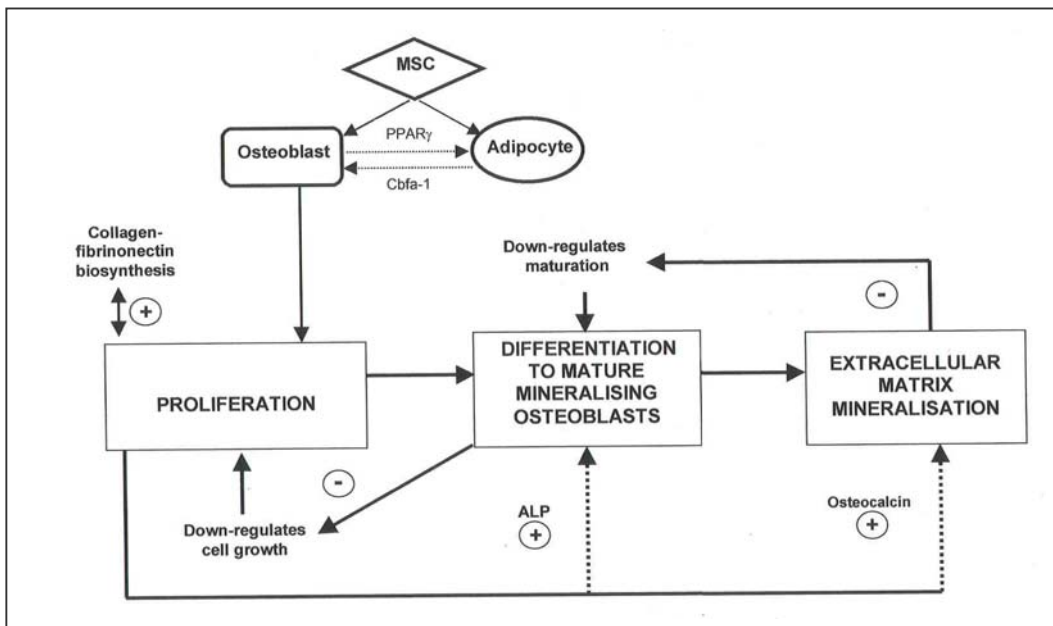 MSC
PPARγ
Osteoblast
Adipocyte
Cbfa-1
Collagen-
fibrinonectin
biosynthesis
+
Down-regulates
maturation
-
PROLIFERATION
DIFFERENTIATION
TO MATURE
MINERALISING
OSTEOBLASTS
EXTRACELLULAR
MATRIX
MINERALISATION
-
Down-regulates
cell growth
ALP
+
Osteocalcin
+